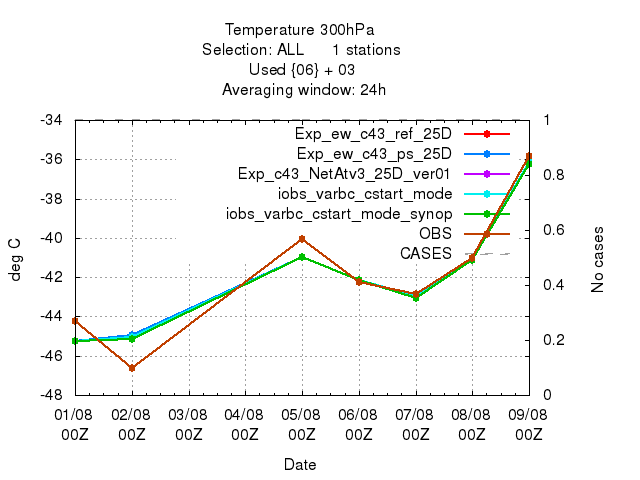 Temperature 300hPa
Selection: ALL 1 stations
Used {06} + 03
Averaging window: 24h
-34 1
Exp_ew_c43_ref_25D
Exp_ew_c43_ps_25D
-36
Exp_c43_NetAtv3_25D_ver01
0.8
iobs_varbc_cstart_mode
-38
iobs_varbc_cstart_mode_synop
0.6
OBS
-40
CASES
deg C
No cases
-42
0.4
-44
0.2
-46
-48 0
01/08 02/08 03/08 04/08 05/08 06/08 07/08 08/08 09/08
00Z 00Z 00Z 00Z 00Z 00Z 00Z 00Z 00Z
Date